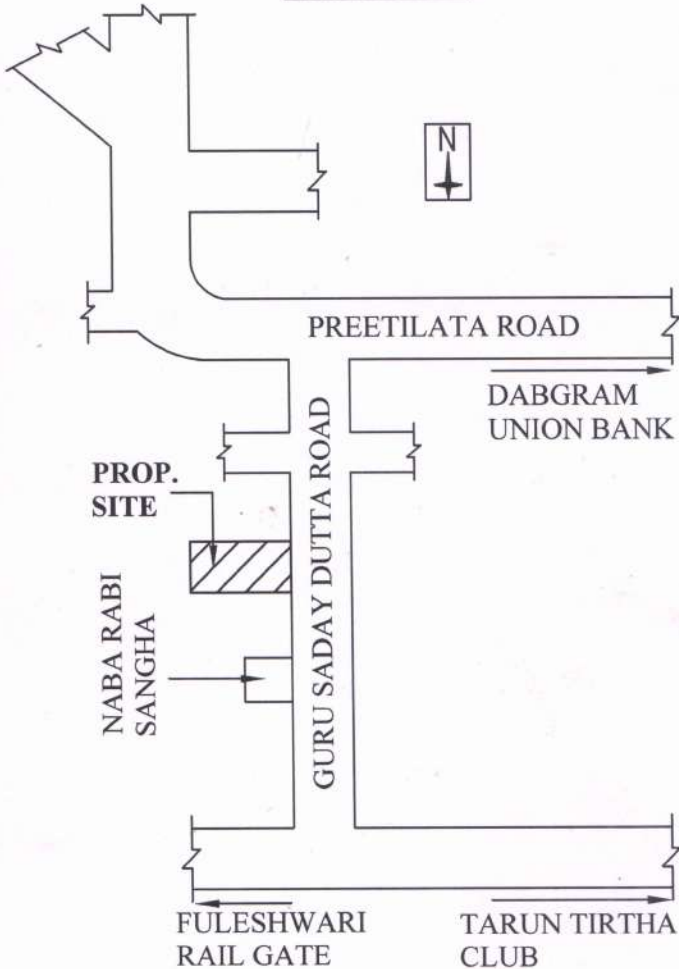 N
PREETILATA ROAD
DABGRAM
UNION BANK
GURU SADAY DUTTA ROAD
PROP.
SITE
NABA RABI
SANGHA
FULESHWARI
RAIL GATE
TARUN TIRTHA
CLUB